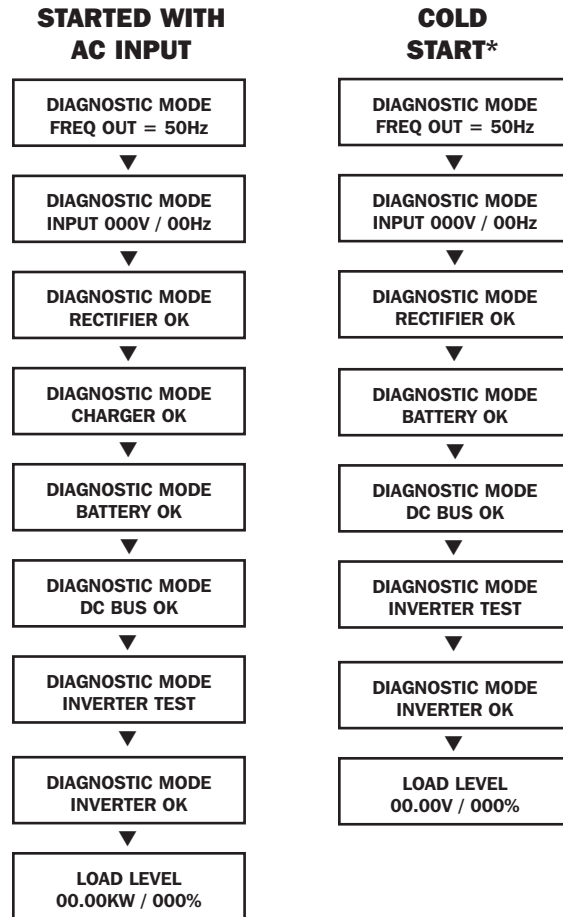 STARTED WITH
AC INPUT
DIAGNOSTIC MODE
FREQ OUT = 50Hz
DIAGNOSTIC MODE
INPUT 000V / 00Hz
DIAGNOSTIC MODE
RECTIFIER OK
DIAGNOSTIC MODE
CHARGER OK
DIAGNOSTIC MODE
BATTERY OK
DIAGNOSTIC MODE
DC BUS OK
DIAGNOSTIC MODE
INVERTER TEST
DIAGNOSTIC MODE
INVERTER OK
LOAD LEVEL
00.00KW / 000%
COLD
START*
DIAGNOSTIC MODE
FREQ OUT = 50Hz
DIAGNOSTIC MODE
INPUT 000V / 00Hz
DIAGNOSTIC MODE
RECTIFIER OK
DIAGNOSTIC MODE
BATTERY OK
DIAGNOSTIC MODE
DC BUS OK
DIAGNOSTIC MODE
INVERTER TEST
DIAGNOSTIC MODE
INVERTER OK
LOAD LEVEL
00.00V / 000%